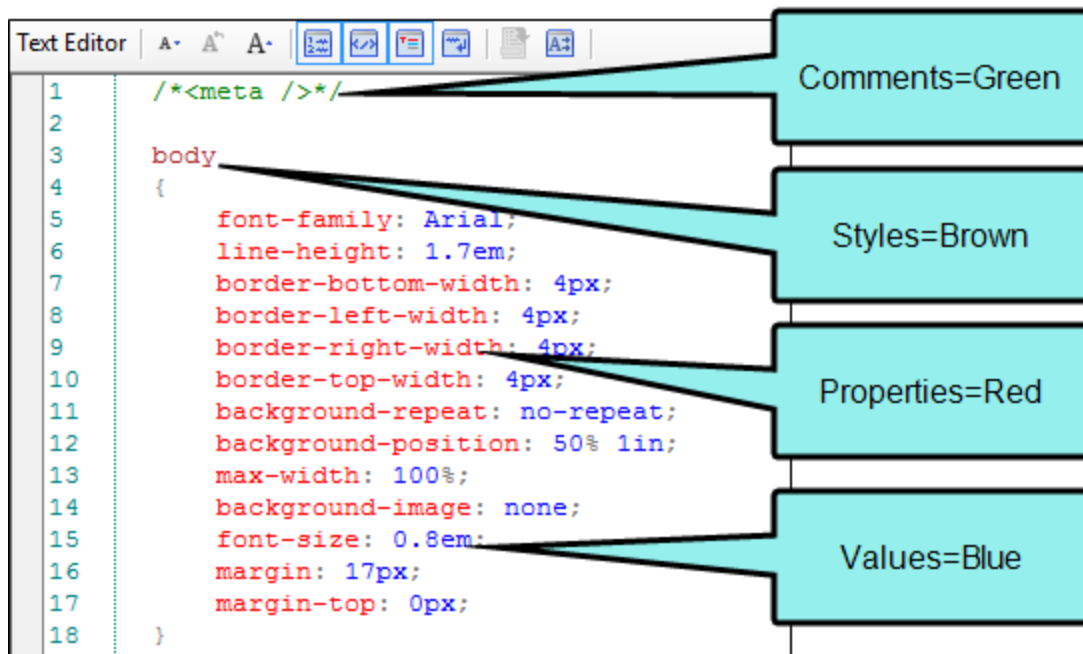 Text Editor
1 /*<meta />*/
2
3 body
4 {
5 font-family: Arial;
6 line-height: 1.7em;
7 border-bottom-width: 4px;
8 border-left-width: 4px;
9 border-right-width: 4px;
10 border-top-width: 4px;
11 background-repeat: no-repeat;
12 background-position: 50% 1in;
13 max-width: 100%;
14 background-image: none;
15 font-size: 0.8em;
16 margin: 17px;
17 margin-top: 0px;
18 }
Comments=Green
Styles=Brown
Properties=Red
Values=Blue